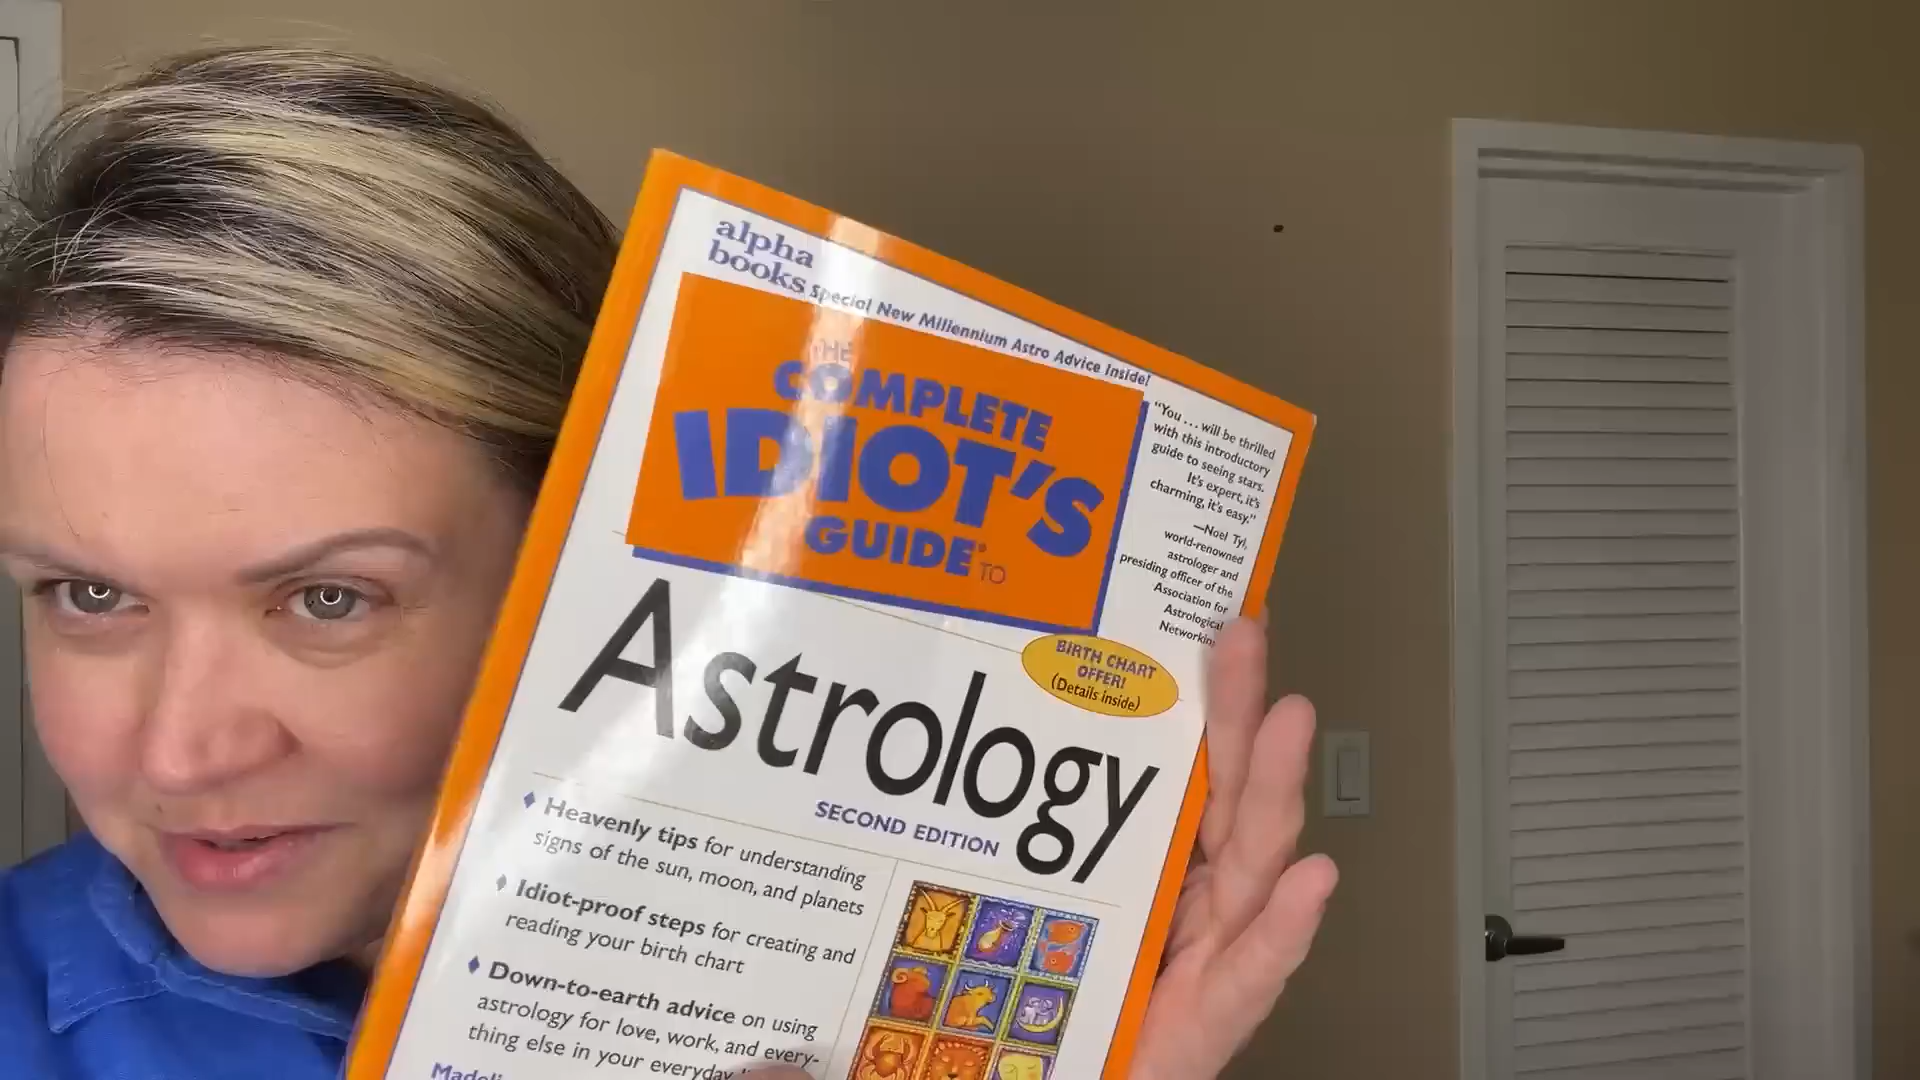 alpha
books
Special New Millennium Astro Advice Inside!
THE
COMPLETE
IDIOT'S
GUIDE® TO
"You ... will be thrilled
with this introductory
guide to seeing stars.
It's expert, it's
charming, it's easy."
—Noel Tyl,
world-renowned
astrologer and
presiding officer of the
Association for
Astrological
BIRTH CHART
OFFER!
(Details inside)
Astrology
SECOND EDITION
♦ Heavenly tips for understanding
signs of the sun, moon, and planets
♦ Idiot-proof steps for creating and
reading your birth chart
♦ Down-to-earth advice on using
astrology for love, work, and every-
thing else in your everyday